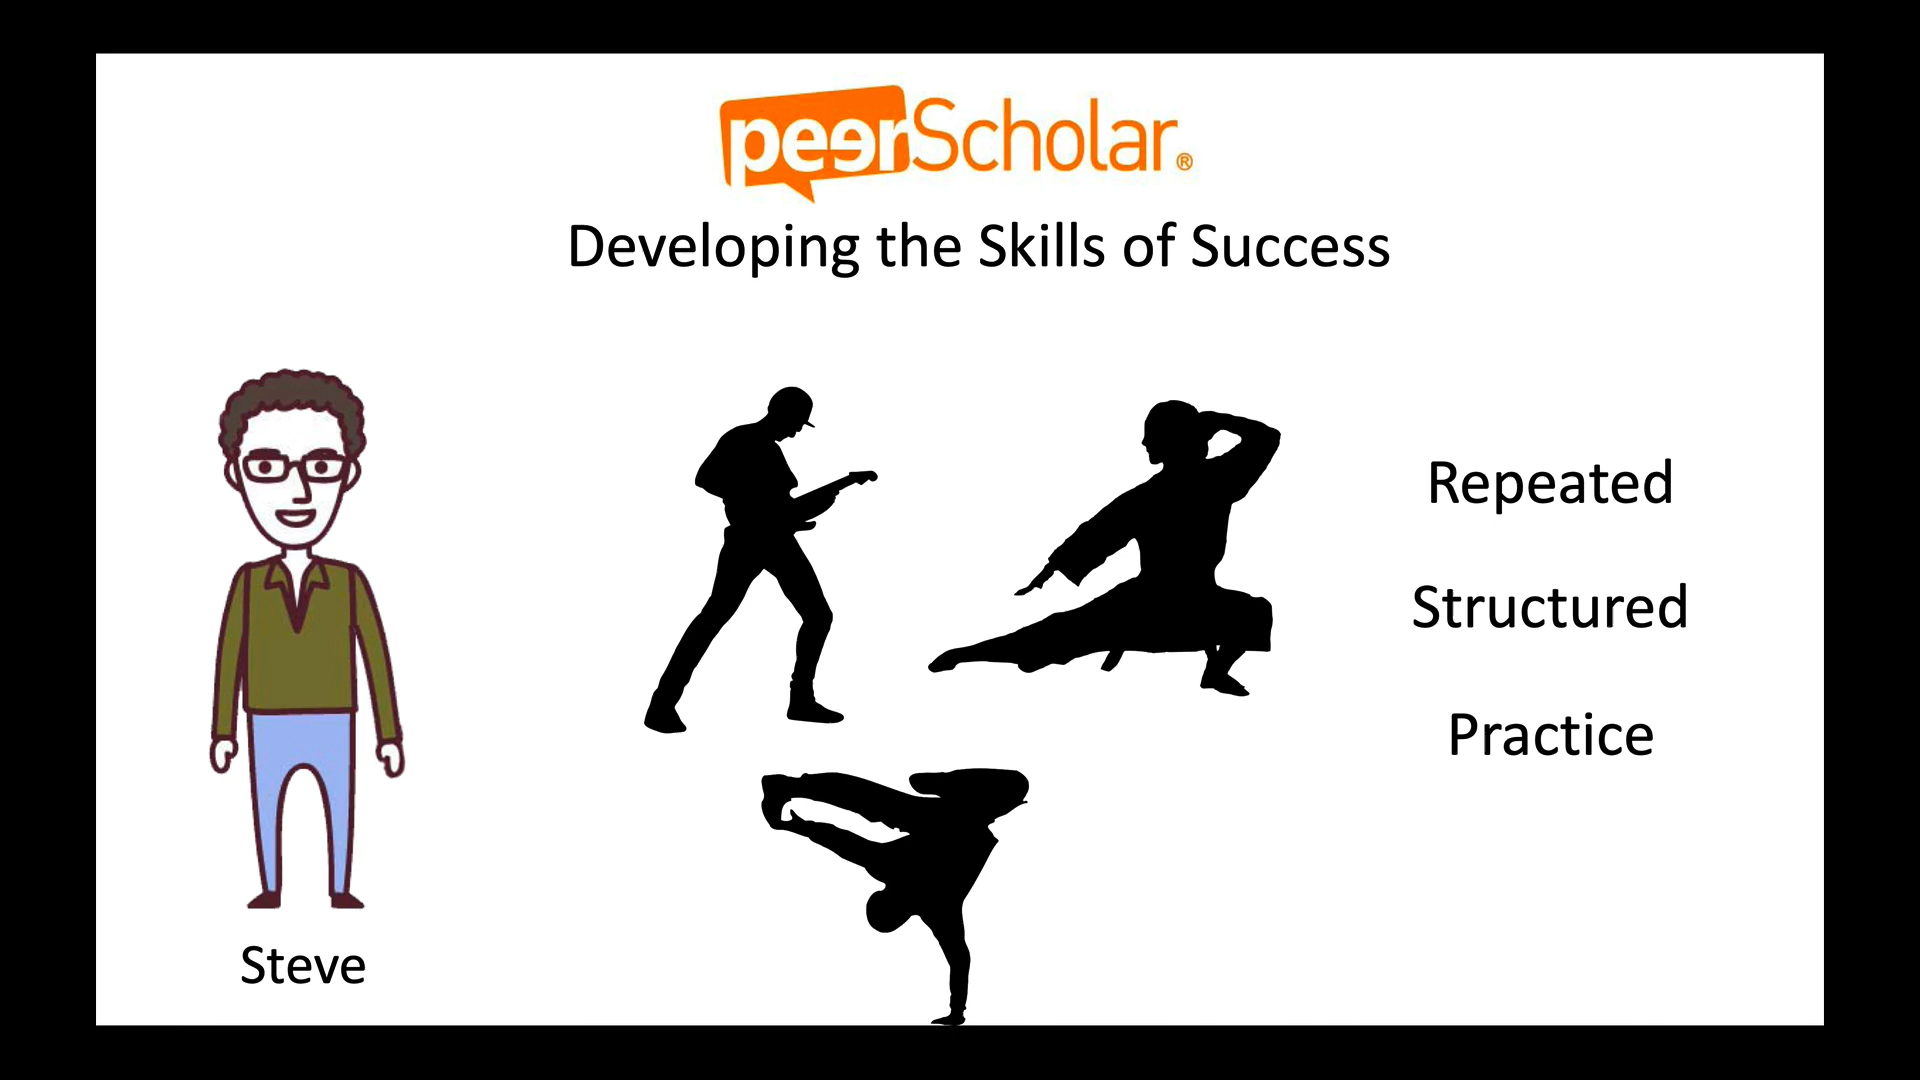 peerScholar®
Developing the Skills of Success
Repeated
Structured
Practice
Steve